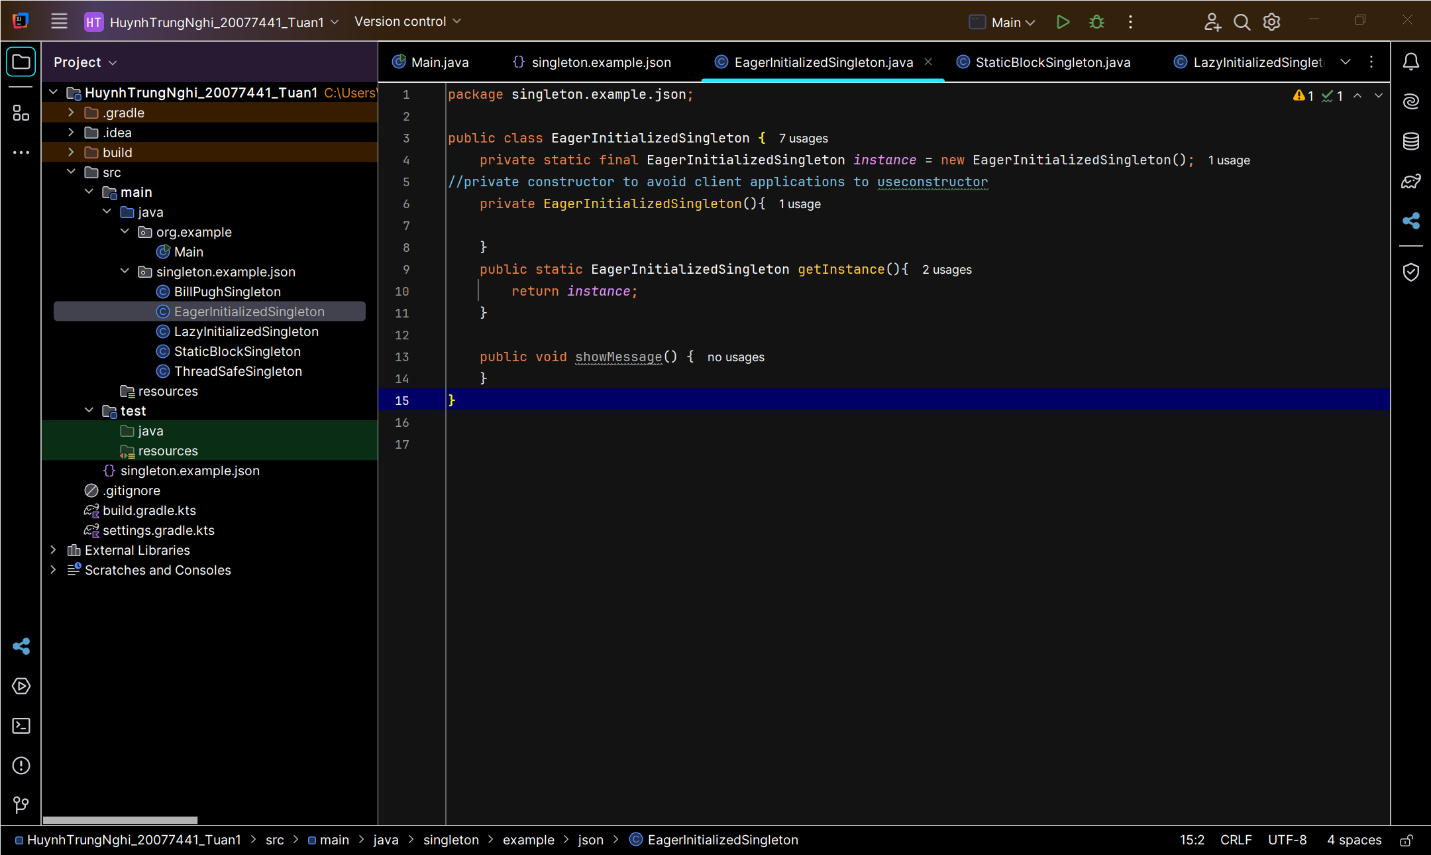 HT HuynhTrungNghi_20077441_Tuan1 Version control Main
Project
Main.java {} singleton.example.json EagerInitializedSingleton.java StaticBlockSingleton.java LazyInitializedSinglet
HuynhTrungNghi_20077441_Tuan1 C:\Users\
.gradle
.idea
build
src
main
java
org.example
Main
singleton.example.json
BillPughSingleton
EagerInitializedSingleton
LazyInitializedSingleton
StaticBlockSingleton
ThreadSafeSingleton
resources
test
java
resources
{} singleton.example.json
.gitignore
build.gradle.kts
settings.gradle.kts
External Libraries
Scratches and Consoles
1 package singleton.example.json; 1 1
2
3 public class EagerInitializedSingleton { 7 usages
4 private static final EagerInitializedSingleton instance = new EagerInitializedSingleton(); 1 usage
5 //private constructor to avoid client applications to useconstructor
6 private EagerInitializedSingleton(){ 1 usage
7
8 }
9 public static EagerInitializedSingleton getInstance(){ 2 usages
10 return instance;
11 }
12
13 public void showMessage() { no usages
14 }
15 }
16
17
HuynhTrungNghi_20077441_Tuan1 > src > main > java > singleton > example > json > EagerInitializedSingleton 15:2 CRLF UTF-8 4 spaces